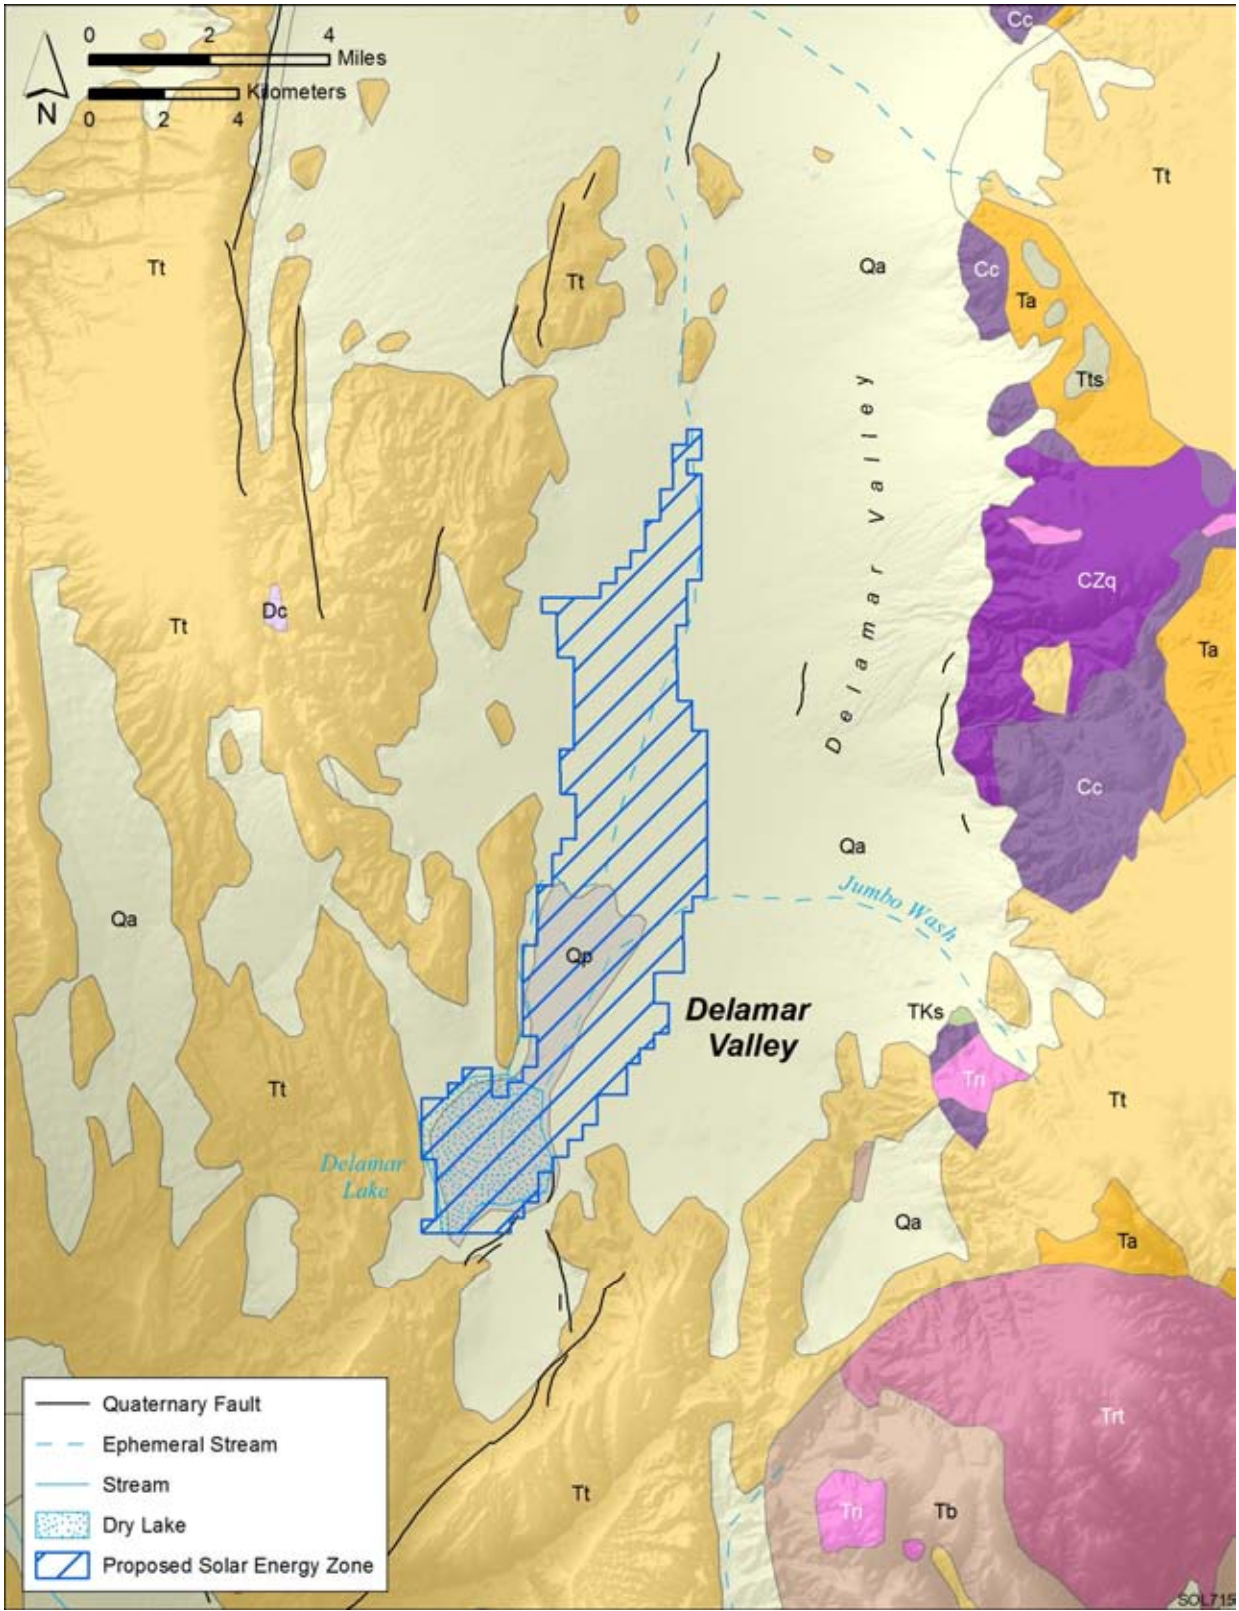 0 2 4
Miles
Kilometers
0 2 4
N
Cc
Tt
Tt
Tt
Qa
Cc
Ta
Tts
Delamar Valley
CZq
Dc
Tt
Ta
Cc
Qa
Jumbo Wash
Qa
Qp
Delamar
Valley
TKs
Tri
Tt
Tt
Delamar
Lake
Qa
Ta
Trt
Tt
Tri
Tb
Quaternary Fault
Ephemeral Stream
Stream
Dry Lake
Proposed Solar Energy Zone